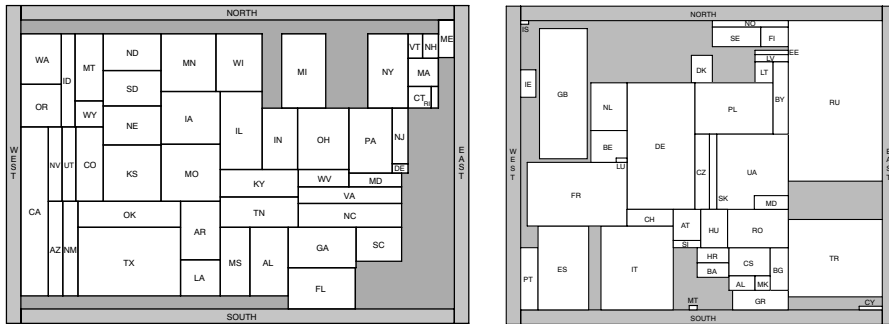 NORTH
ME
WA
ID
MT
ND
MN
WI
MI
NY
VT
NH
MA
SD
OR
WY
NE
IA
IL
CT
RI
IN
OH
PA
NJ
CA
NV
UT
CO
KS
MO
DE
KY
WV
MD
VA
OK
TN
NC
AZ
NM
TX
AR
LA
MS
AL
GA
SC
FL
WEST
EAST
SOUTH
NORTH
IS
NO
SE
FI
EE
LV
LT
DK
IE
GB
NL
BE
LU
DE
PL
BY
RU
FR
CZ
SK
UA
MD
CH
AT
SI
HU
RO
PT
ES
IT
HR
BA
CS
BG
TR
AL
MK
MT
GR
CY
WEST
EAST
SOUTH